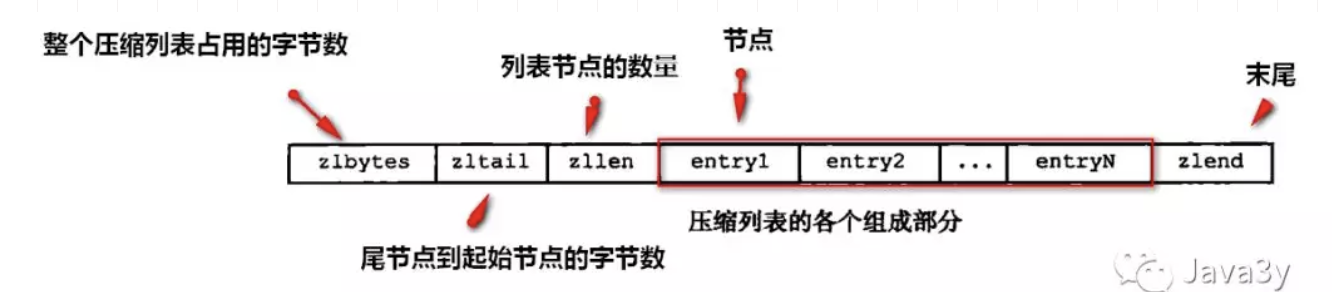 节点
整个压缩列表占用的字节数
列表节点的数量
末尾
zlbytes zltail zllen entry1 entry2 ... entryN zlend
压缩列表的各个组成部分
尾节点到起始节点的字节数
Java3y